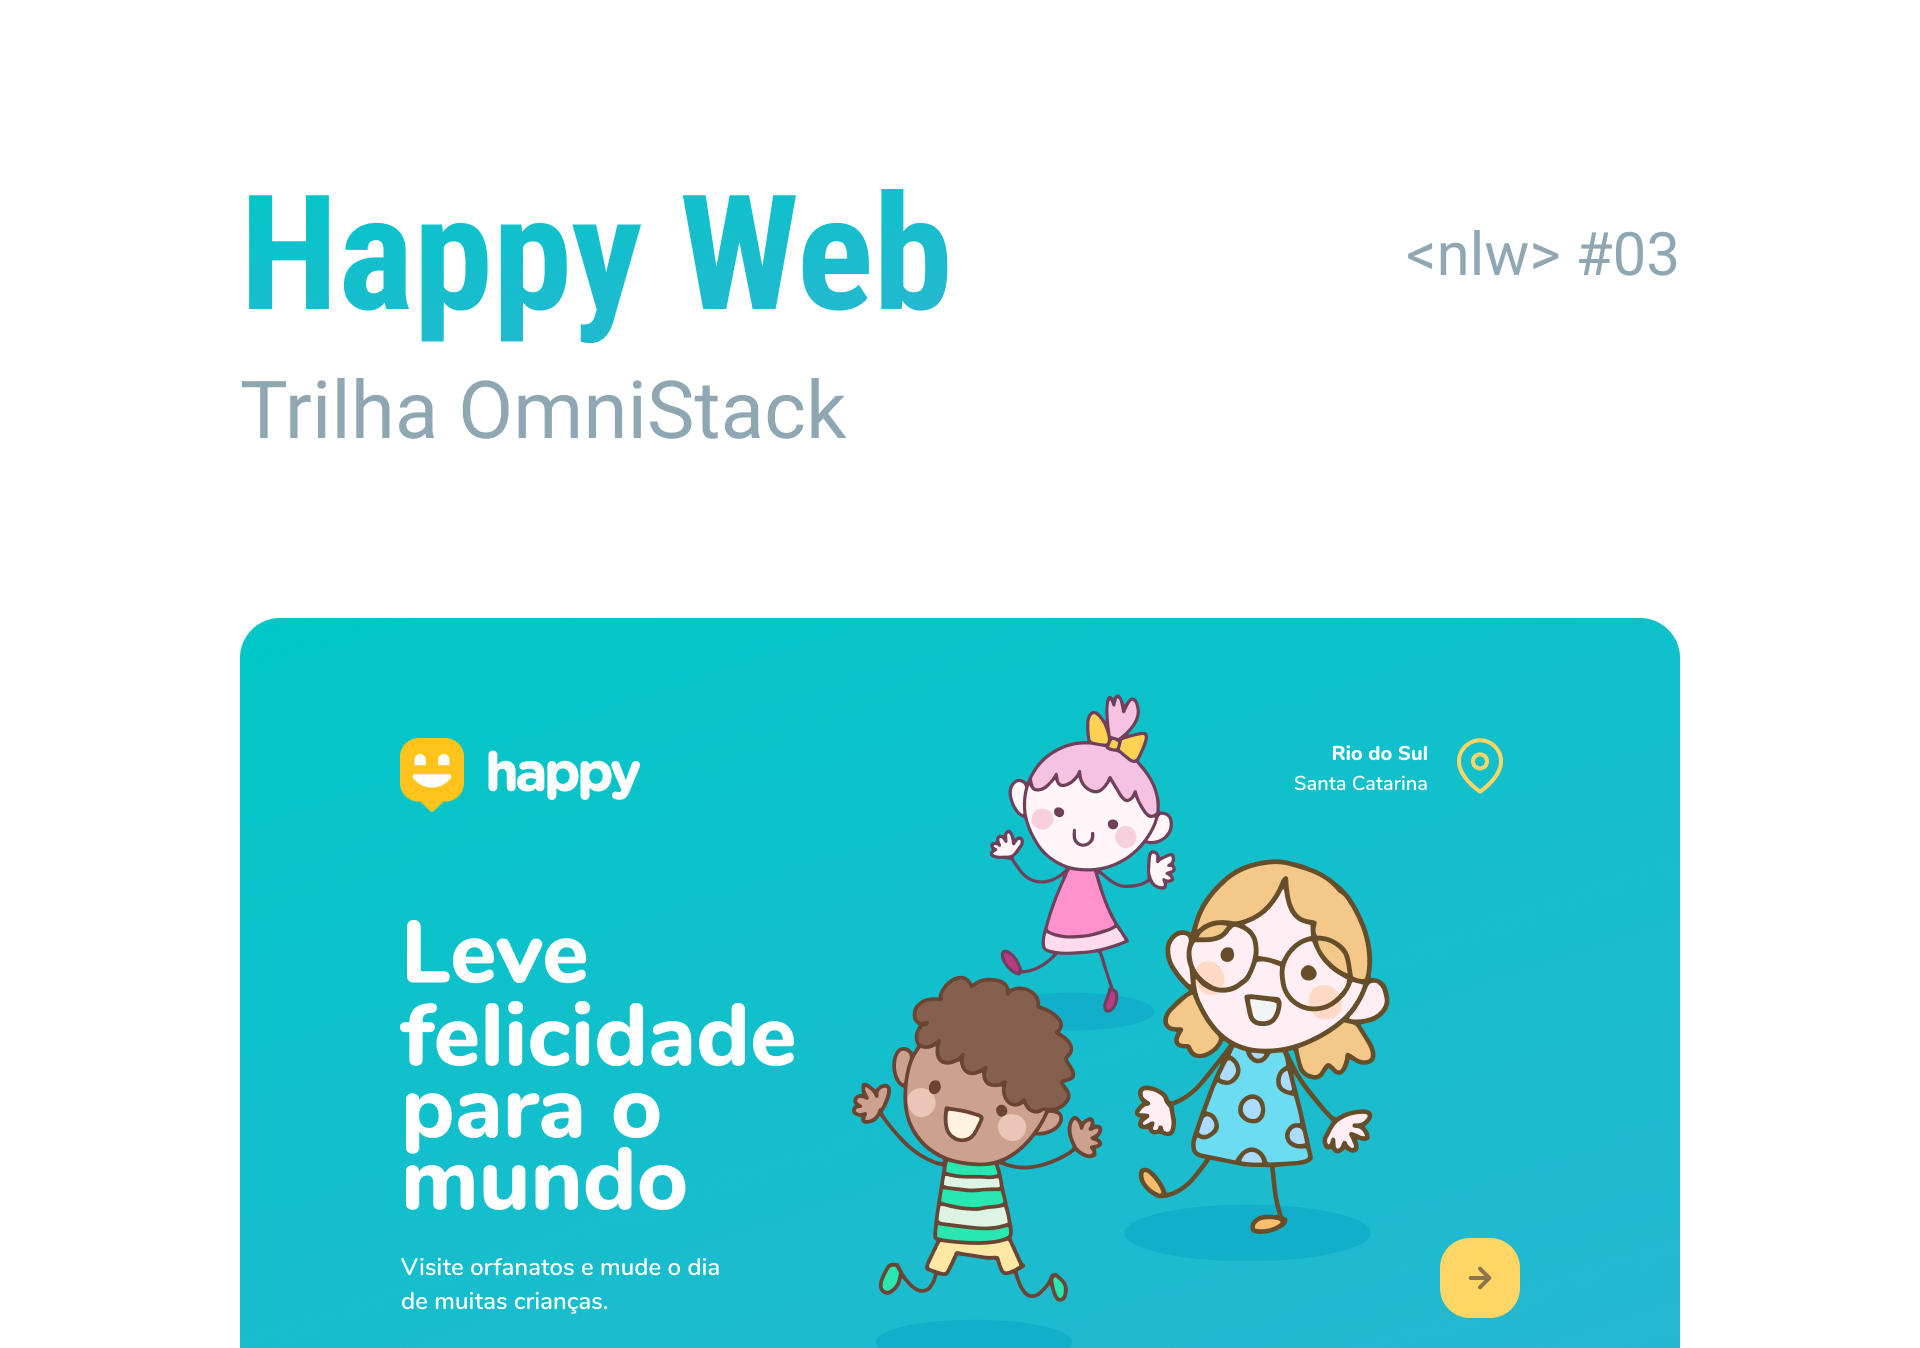 Happy Web
<nlw> #03
Trilha OmniStack
happy
Rio do Sul
Santa Catarina
Leve
felicidade
para o
mundo
Visite orfanatos e mude o dia
de muitas crianças.